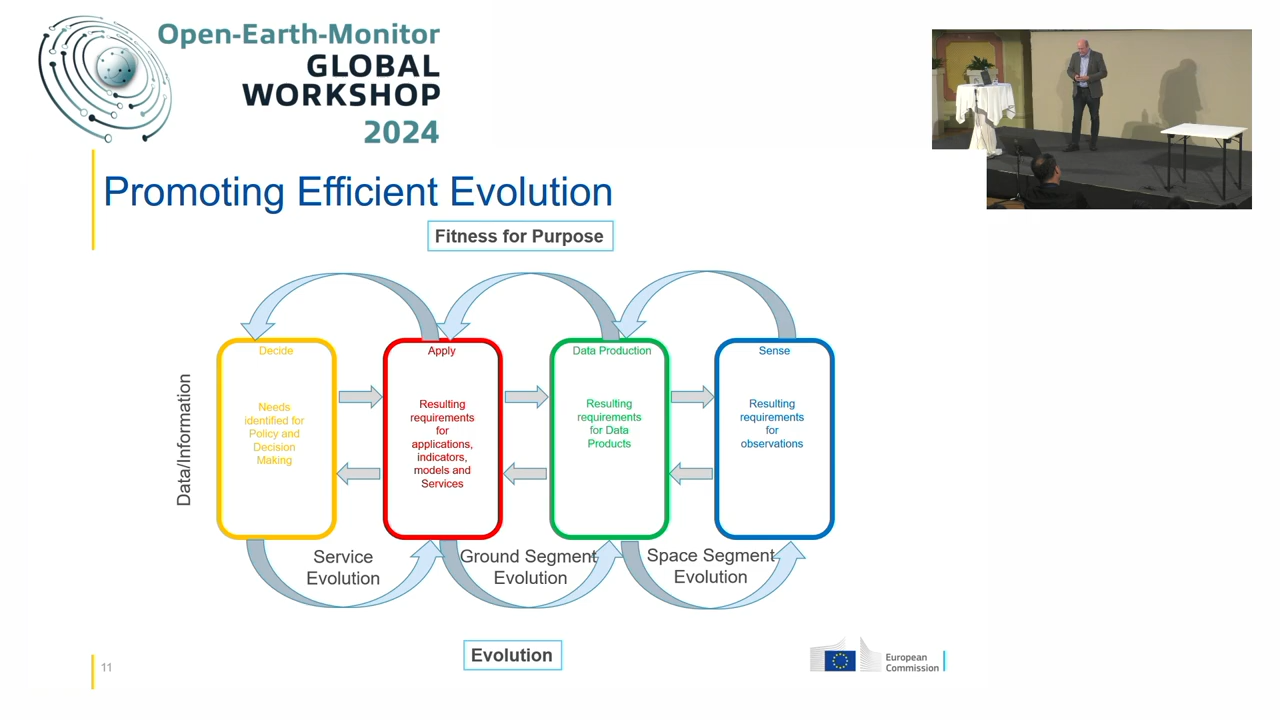 Open-Earth-Monitor
GLOBAL
WORKSHOP
2024
Promoting Efficient Evolution
Fitness for Purpose
Decide
Needs
identified for
Policy and
Decision
Making
Apply
Resulting
requirements
for
applications,
indicators,
models and
Services
Data Production
Resulting
requirements
for Data
Products
Sense
Resulting
requirements
for
observations
Data/Information
Service
Evolution
Ground Segment
Evolution
Space Segment
Evolution
Evolution
11
European
Commission